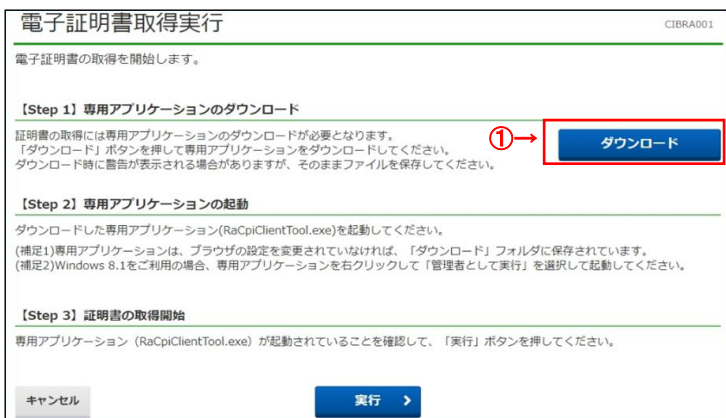 電子証明書取得実行
CIBRA001
電子証明書の取得を開始します。
【Step 1】専用アプリケーションのダウンロード
証明書の取得には専用アプリケーションのダウンロードが必要となります。
「ダウンロード」ボタンを押して専用アプリケーションをダウンロードしてください。
ダウンロード時に警告が表示される場合がありますが、そのままファイルを保存してください。
①→
ダウンロード
【Step 2】専用アプリケーションの起動
ダウンロードした専用アプリケーション(RaCpiClientTool.exe)を起動してください。
(補足1)専用アプリケーションは、ブラウザの設定を変更されていなければ、「ダウンロード」フォルダに保存されています。
(補足2)Windows 8.1をご利用の場合、専用アプリケーションを右クリックして「管理者として実行」を選択して起動してください。
【Step 3】証明書の取得開始
専用アプリケーション（RaCpiClientTool.exe）が起動されていることを確認して、「実行」ボタンを押してください。
キャンセル
実行 >